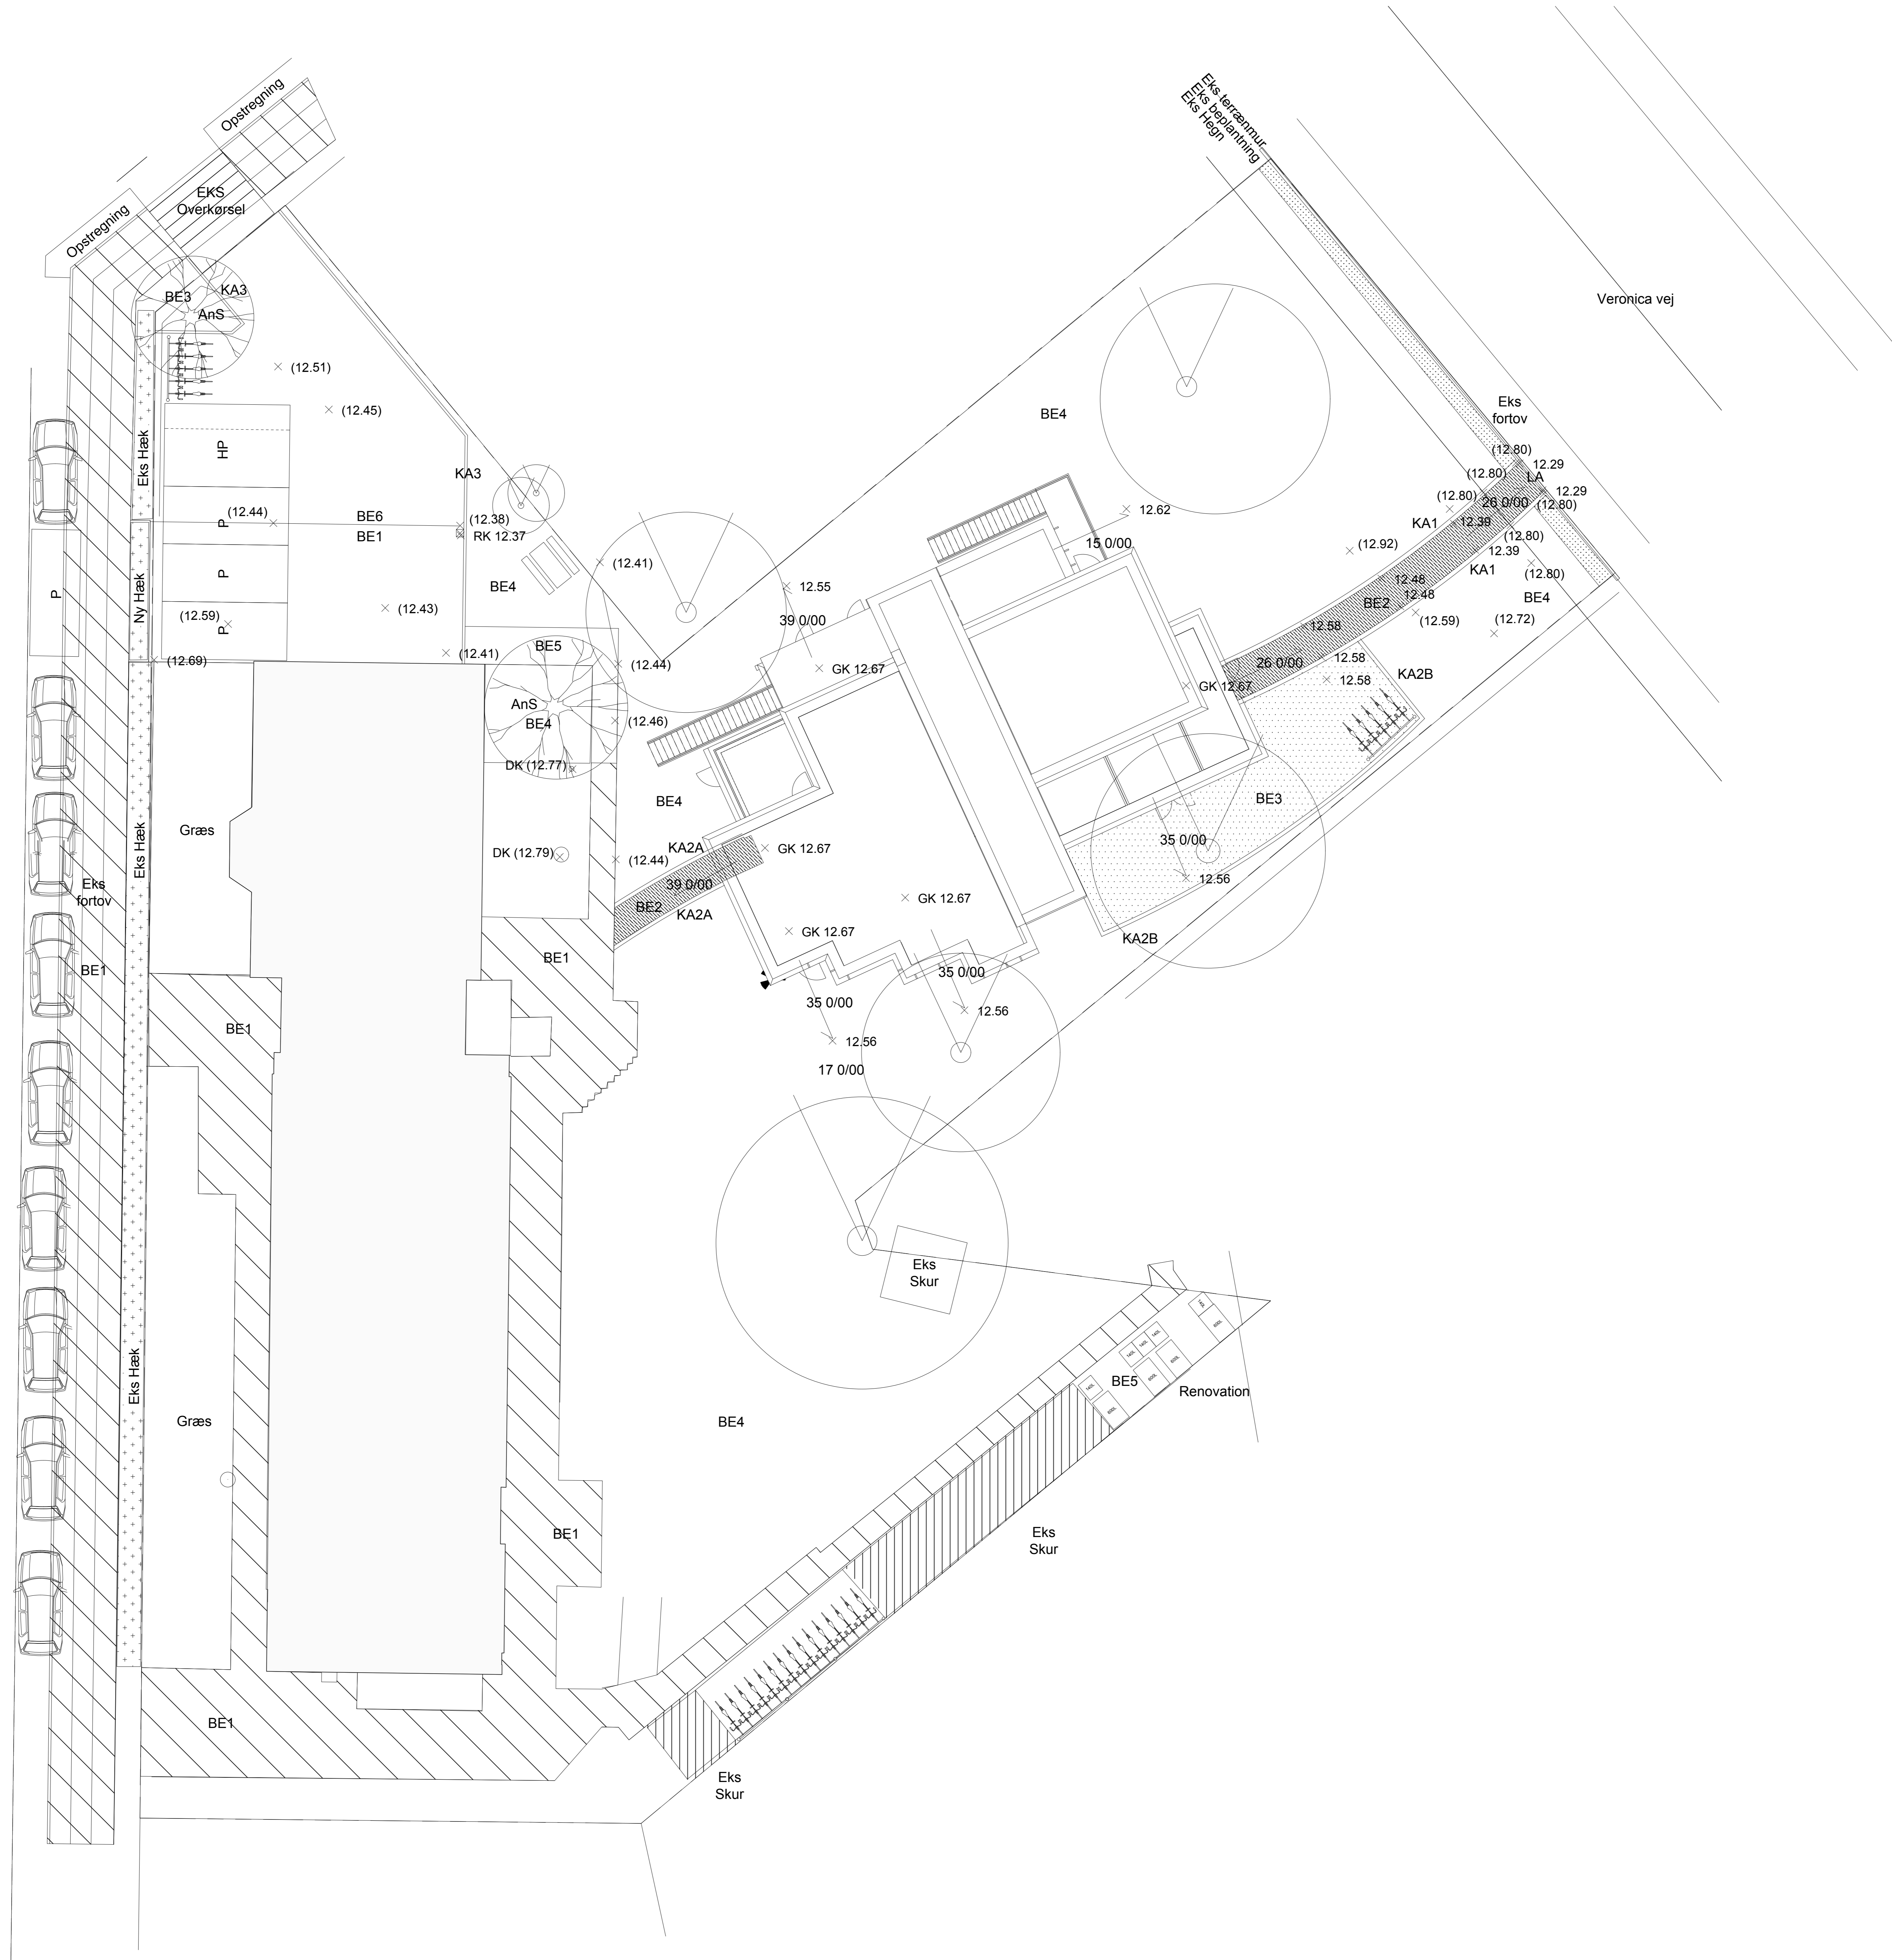 Opstregning
EKS
Overkørsel
Opstregning
BE3
KA3
AnS
(12.51)
(12.45)
HP
Eks Hæk
KA3
P
(12.44)
BE6
BE1
(12.38)
RK 12.37
P
P
Ny Hæk
(12.59)
P
(12.43)
(12.41)
(12.69)
BE4
(12.41)
12.55
39 0/00
BE5
(12.44)
GK 12.67
AnS
BE4
(12.46)
DK (12.77)
BE4
Græs
Eks Hæk
KA2A
GK 12.67
DK (12.79)
(12.44)
39 0/00
BE2
KA2A
Eks
fortov
GK 12.67
GK 12.67
BE1
BE1
BE1
35 0/00
35 0/00
12.56
12.56
17 0/00
Eks terrænmur
Eks beplantning
Eks Hegn
Veronica vej
BE4
Eks
fortov
(12.80)
12.29
(12.80)
LA
12.29
(12.80)
26 0/00
(12.80)
12.62
KA1
12.39
(12.80)
15 0/00
(12.92)
12.39
KA1
(12.80)
12.48
BE4
12.48
BE2
(12.59)
(12.72)
12.58
26 0/00
12.58
KA2B
12.58
GK 12.67
BE3
35 0/00
12.56
KA2B
Eks
Skur
140L
600L
140L
140L
140L
600L
600L
140L
600L
BE5
Renovation
Eks Hæk
Græs
BE4
BE1
Eks
Skur
BE1
Eks
Skur